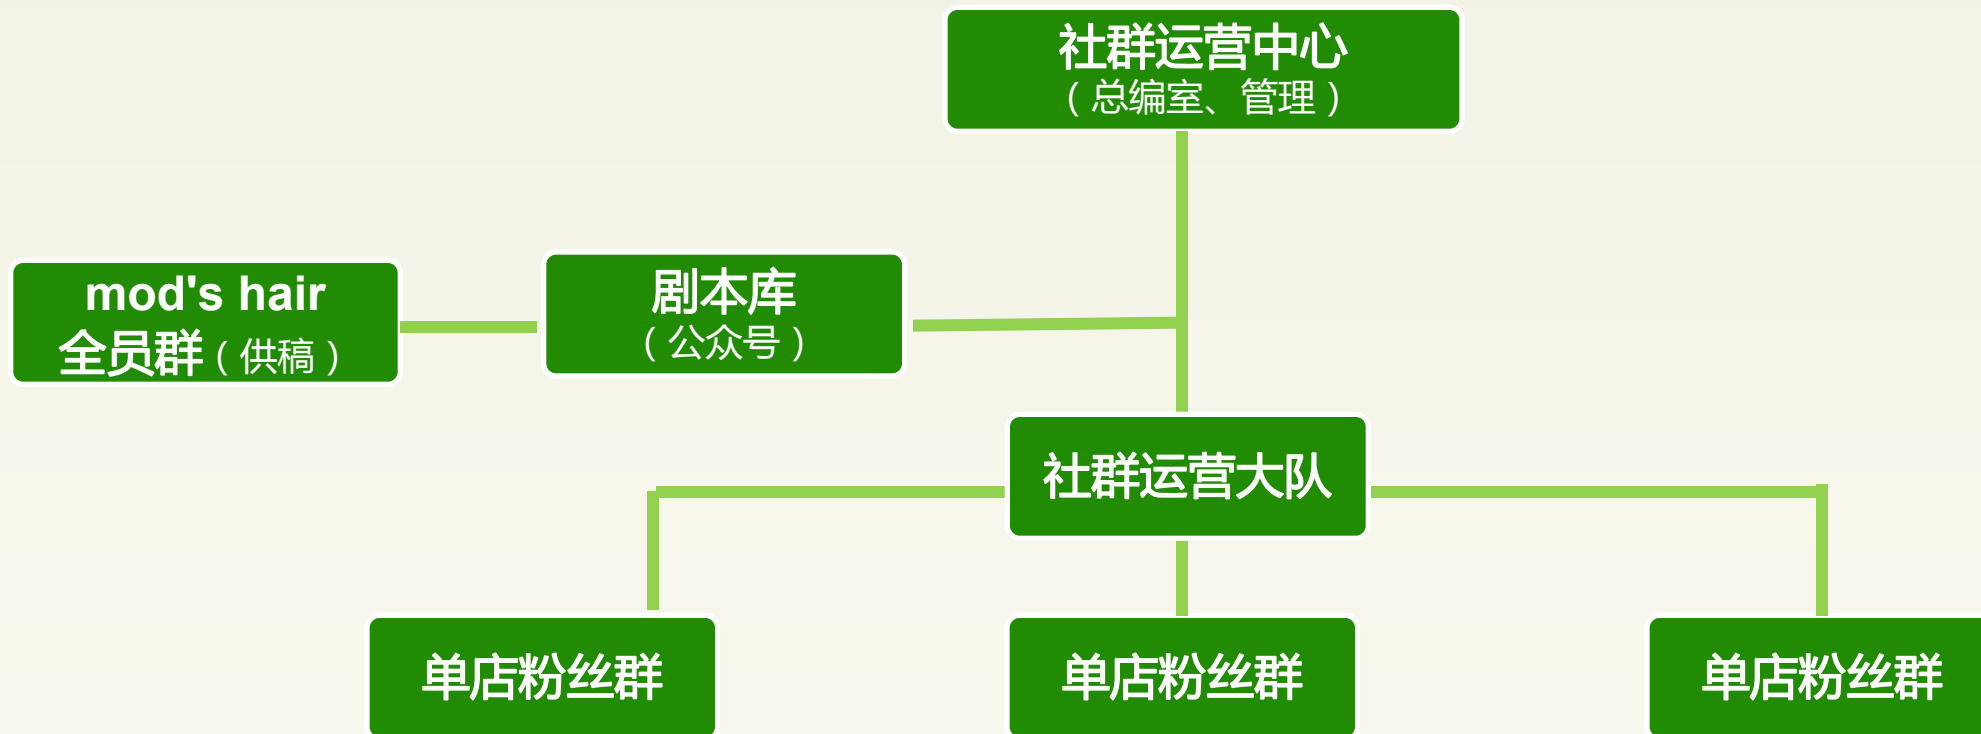 社群运营中心
（总编室、管理）
mod's hair
全员群（供稿）
剧本库
（公众号）
社群运营大队
单店粉丝群
单店粉丝群
单店粉丝群